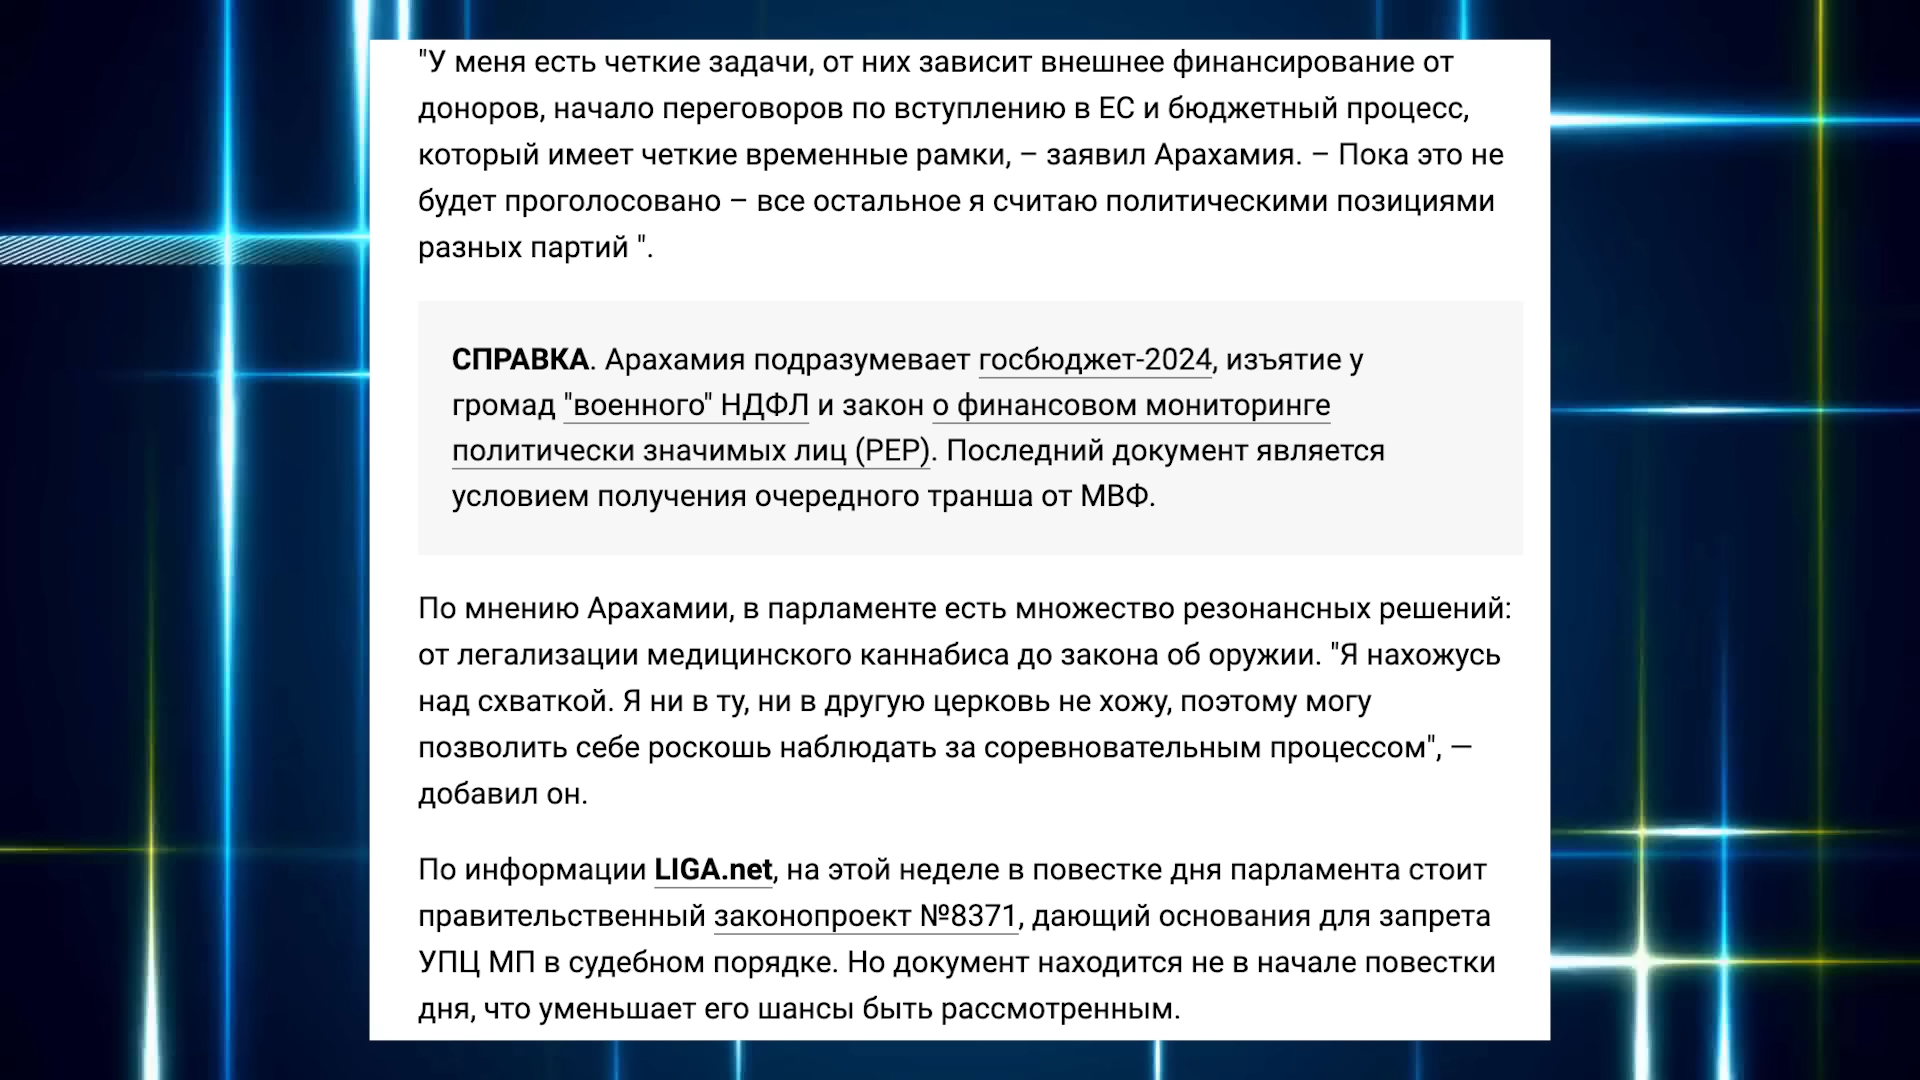 "У меня есть четкие задачи, от них зависит внешнее финансирование от
доноров, начало переговоров по вступлению в ЕС и бюджетный процесс,
который имеет четкие временные рамки, – заявил Арахамия. – Пока это не
будет проголосовано – все остальное я считаю политическими позициями
разных партий ".
СПРАВКА. Арахамия подразумевает госбюджет-2024, изъятие у
громад "военного" НДФЛ и закон о финансовом мониторинге
политически значимых лиц (PEP). Последний документ является
условием получения очередного транша от МВФ.
По мнению Арахамии, в парламенте есть множество резонансных решений:
от легализации медицинского каннабиса до закона об оружии. "Я нахожусь
над схваткой. Я ни в ту, ни в другую церковь не хожу, поэтому могу
позволить себе роскошь наблюдать за соревновательным процессом", —
добавил он.
По информации LIGA.net, на этой неделе в повестке дня парламента стоит
правительственный законопроект №8371, дающий основания для запрета
УПЦ МП в судебном порядке. Но документ находится не в начале повестки
дня, что уменьшает его шансы быть рассмотренным.